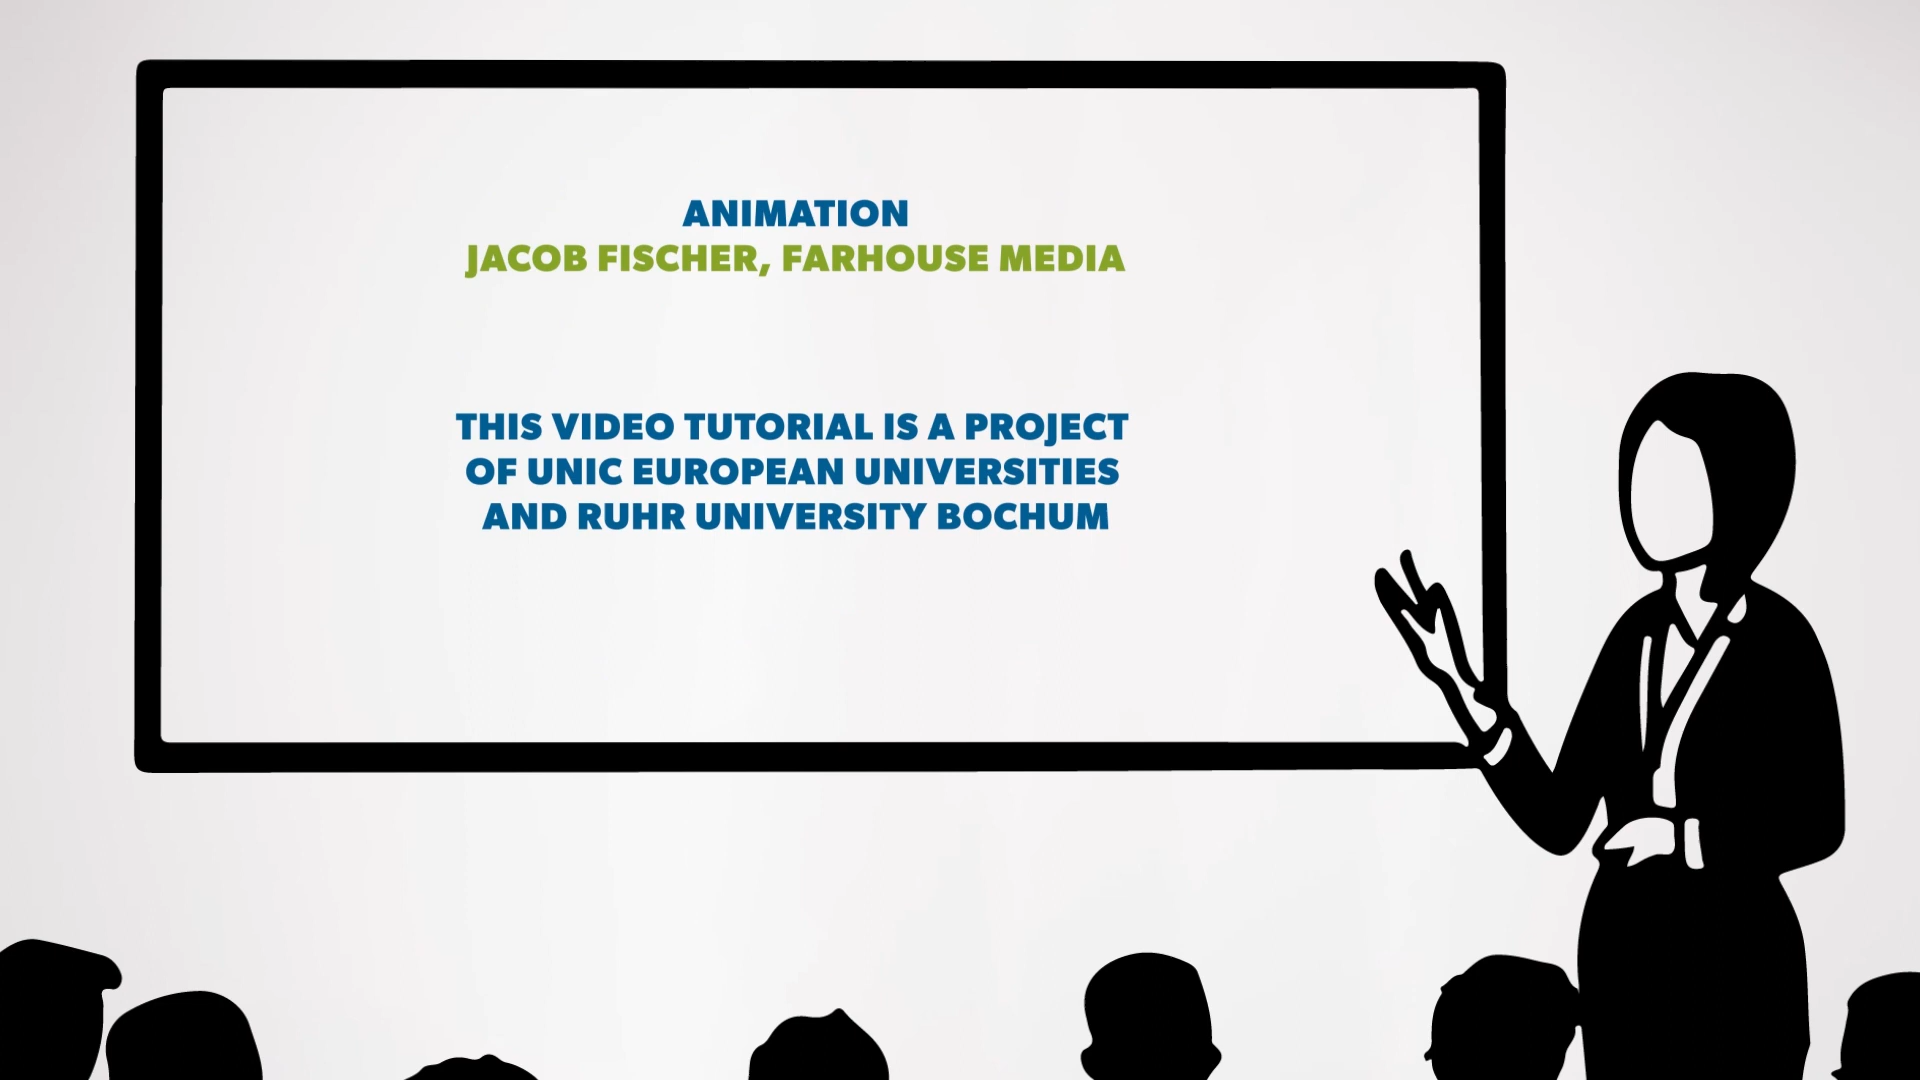 ANIMATION
JACOB FISCHER, FARHOUSE MEDIA
THIS VIDEO TUTORIAL IS A PROJECT
OF UNIC EUROPEAN UNIVERSITIES
AND RUHR UNIVERSITY BOCHUM